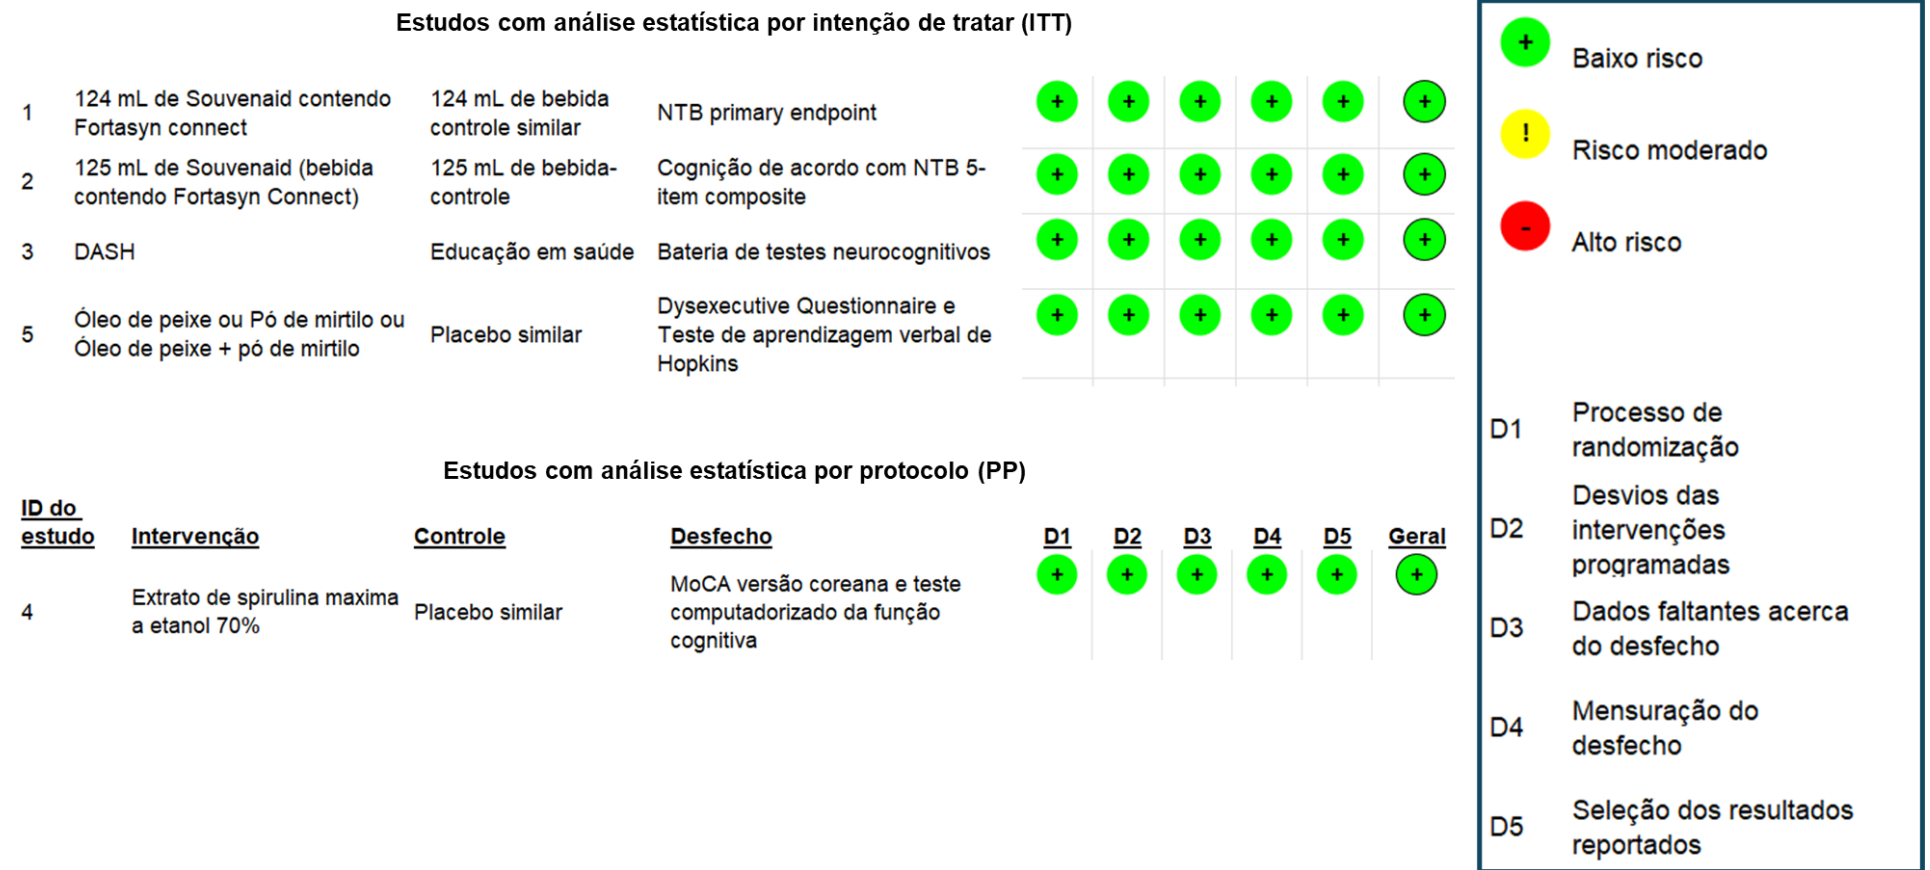 Estudos com análise estatística por intenção de tratar (ITT)
1
124 mL de Souvenaid contendo
Fortasyn connect
124 mL de bebida
controle similar
NTB primary endpoint
+ + + + + +
2
125 mL de Souvenaid (bebida
contendo Fortasyn Connect)
125 mL de bebida-
controle
Cognição de acordo com NTB 5-
item composite
+ + + + + +
3
DASH
Educação em saúde
Bateria de testes neurocognitivos
+ + + + + +
5
Óleo de peixe ou Pó de mirtilo ou
Óleo de peixe + pó de mirtilo
Placebo similar
Dysexecutive Questionnaire e
Teste de aprendizagem verbal de
Hopkins
+ + + + + +
Estudos com análise estatística por protocolo (PP)
ID do
estudo
Intervenção
Controle
Desfecho
D1 D2 D3 D4 D5 Geral
4
Extrato de spirulina maxima
a etanol 70%
Placebo similar
MoCA versão coreana e teste
computadorizado da função
cognitiva
+ + + + + +
+ Baixo risco
! Risco moderado
- Alto risco
D1
Processo de
randomização
D2
Desvios das
intervenções
programadas
D3
Dados faltantes acerca
do desfecho
D4
Mensuração do
desfecho
D5
Seleção dos resultados
reportados